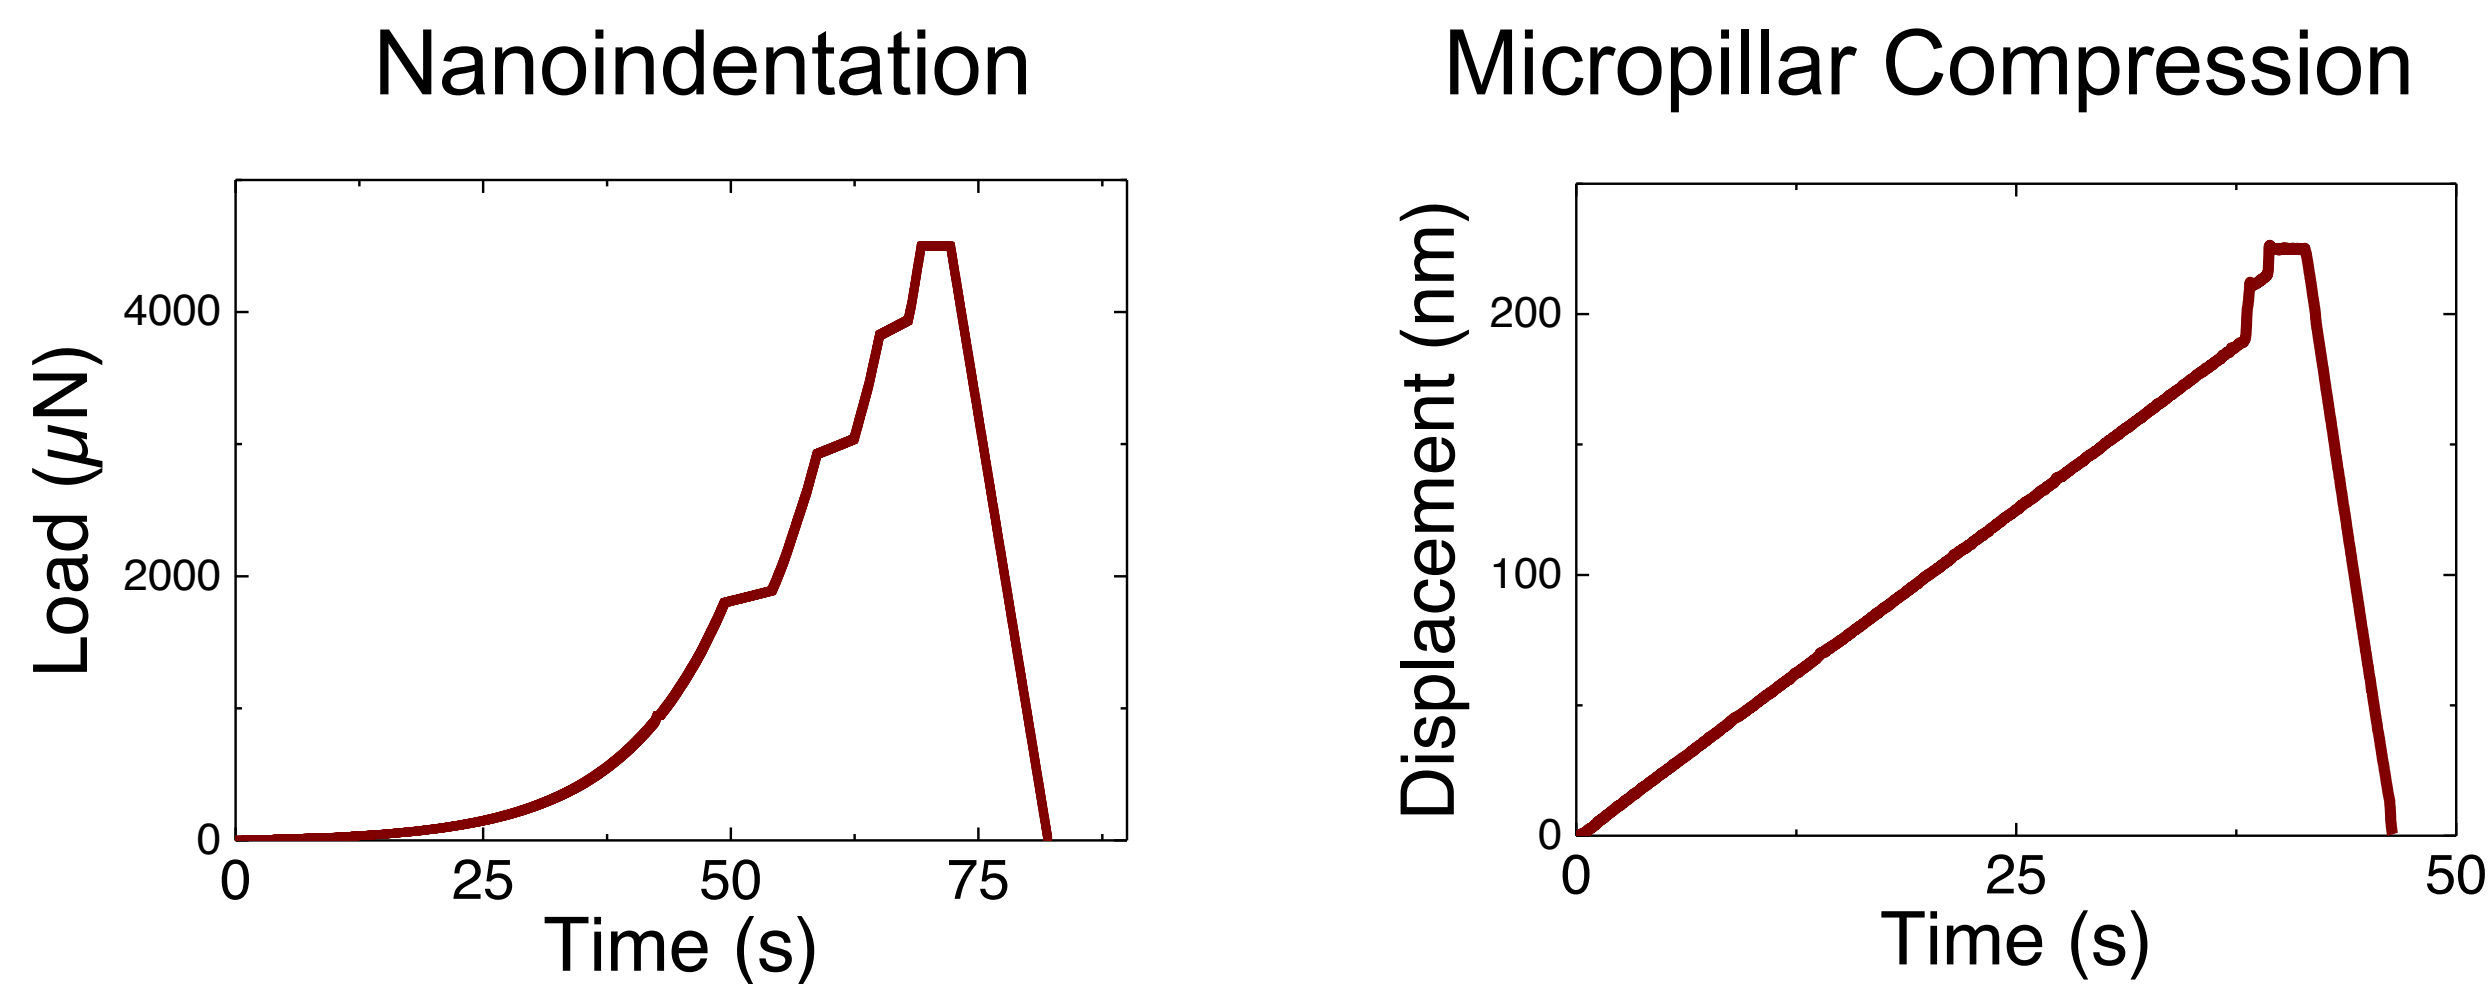 Nanoindentation
Load (μN)
4000
2000
0
0 25 50 75
Time (s)
Micropillar Compression
Displacement (nm)
200
100
0
0 25 50
Time (s)